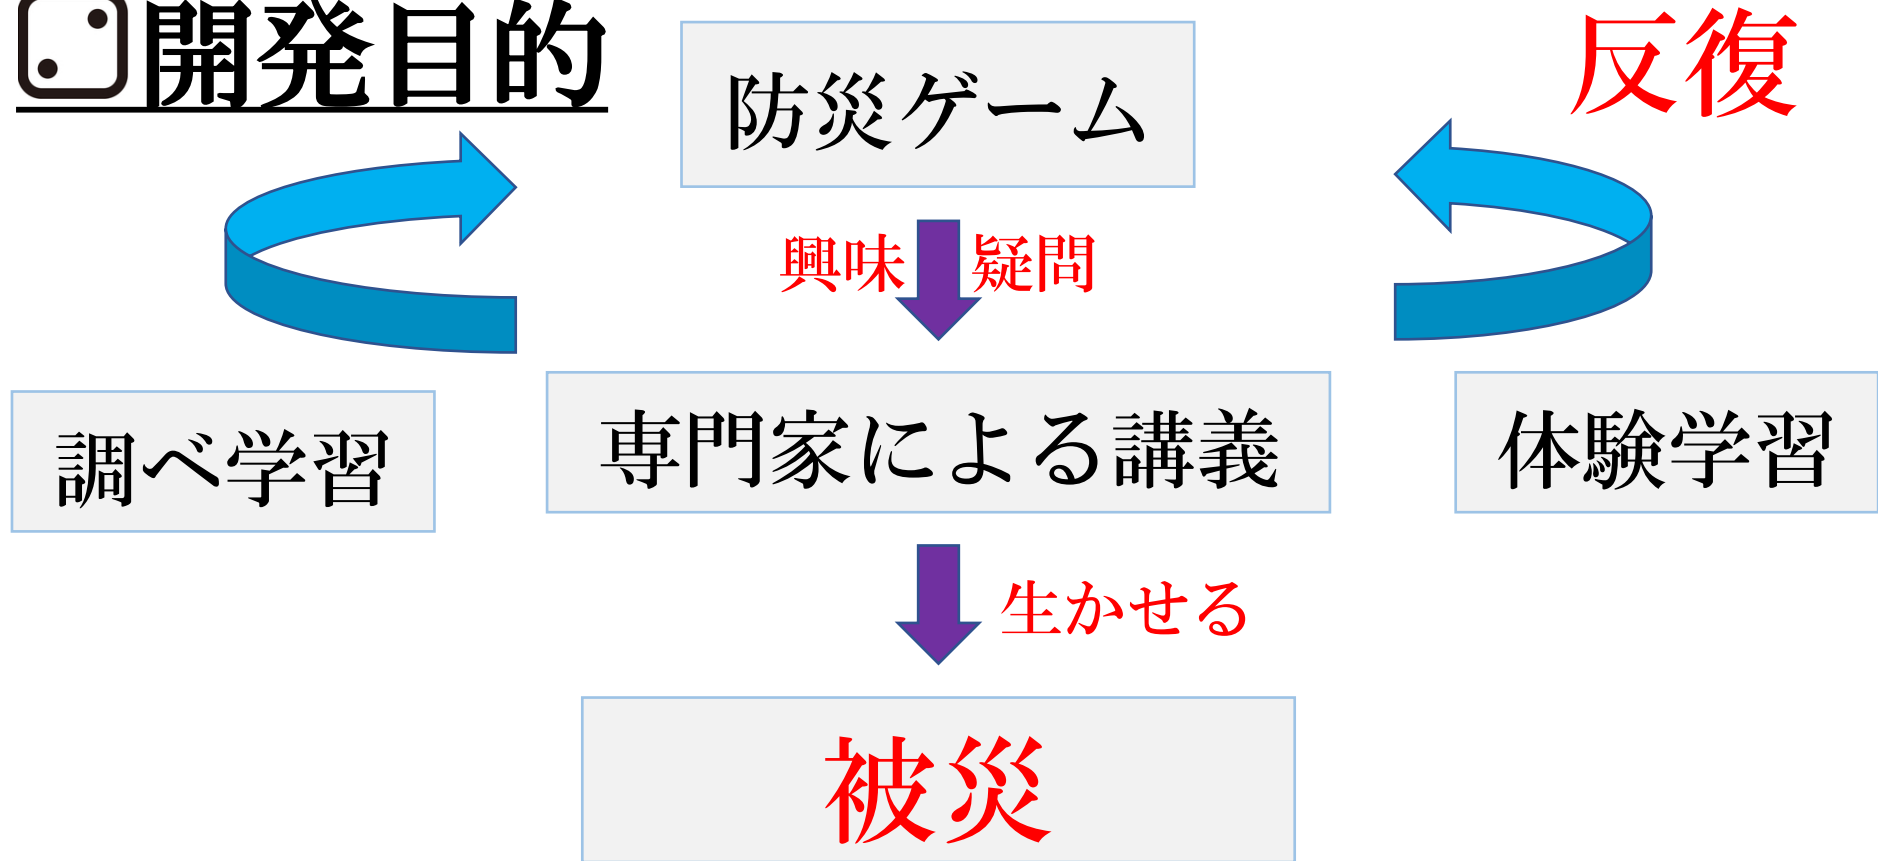 開発目的
防災ゲーム
反復
興味 疑問
調べ学習
専門家による講義
体験学習
生かせる
被災